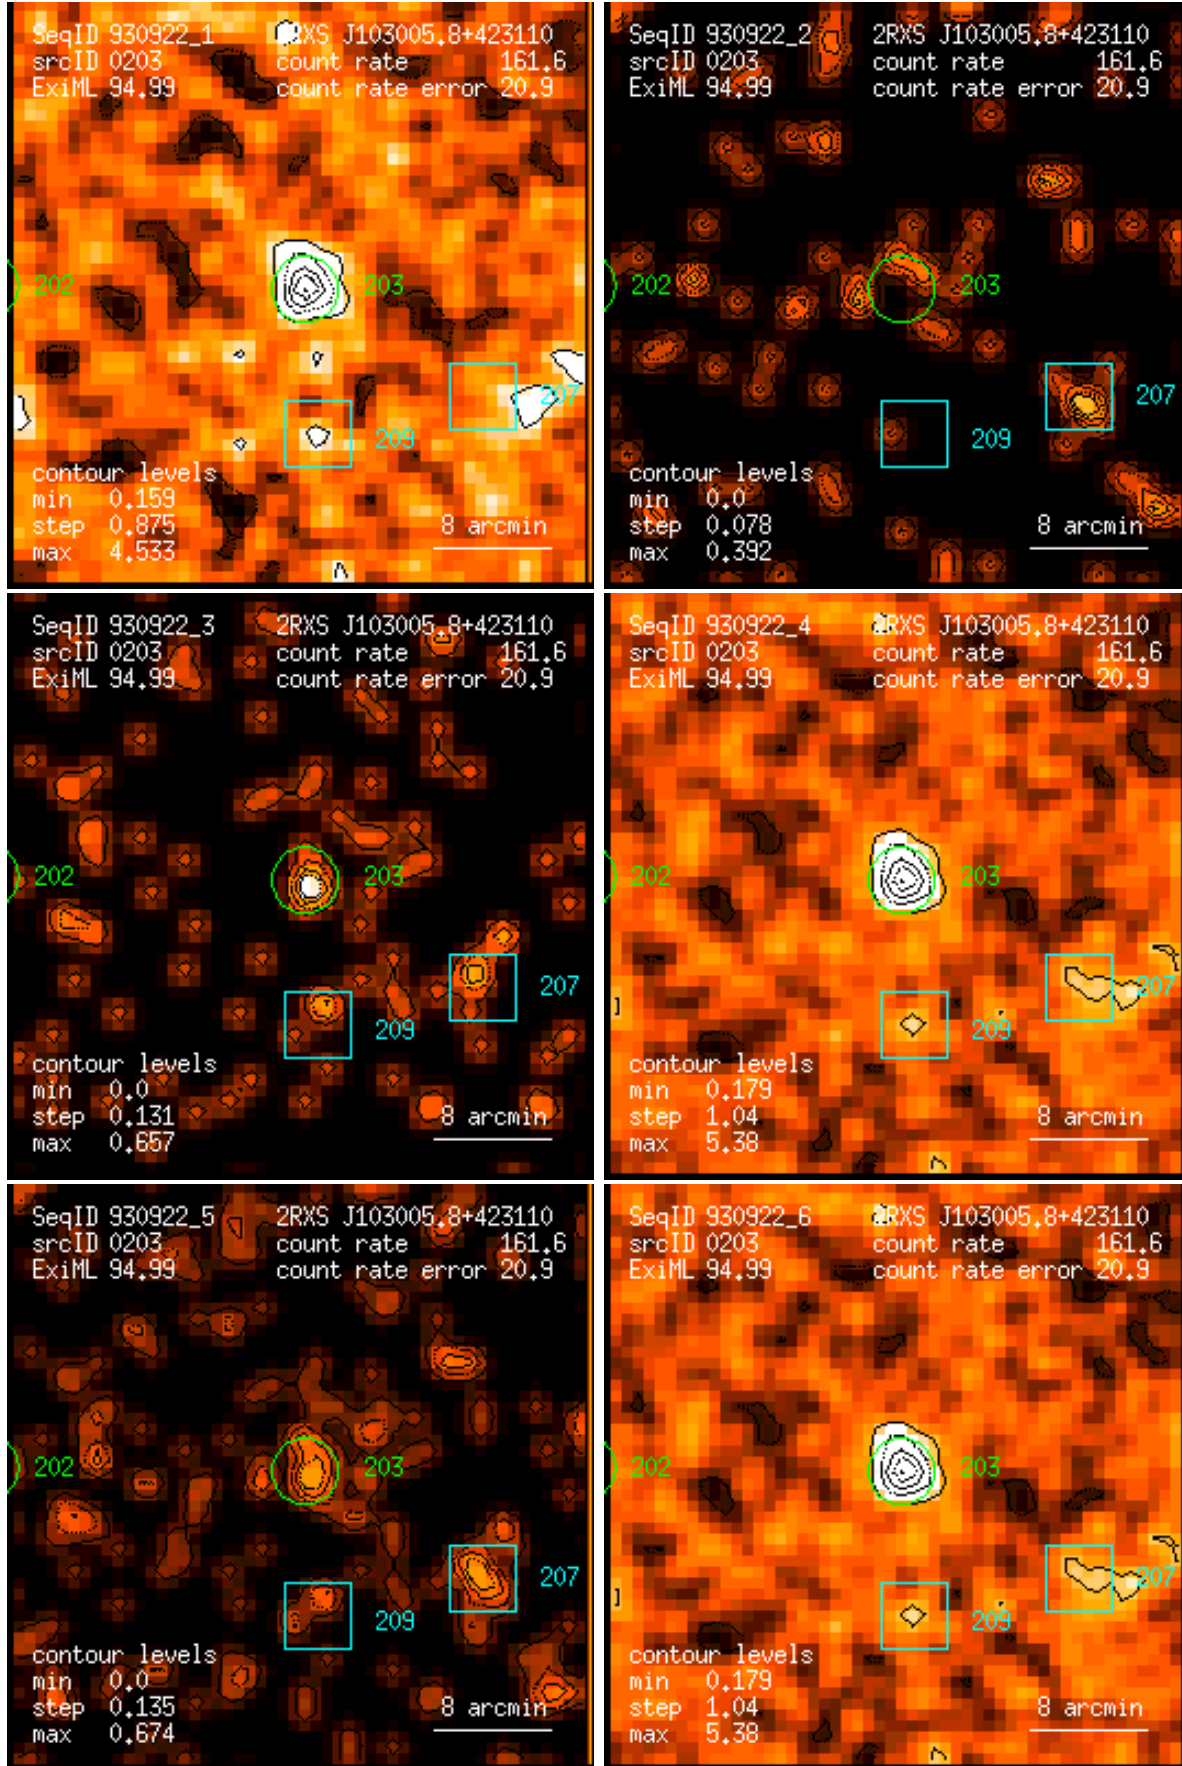 SeqID 930922_1 2RXS J103005.8+423110
srcID 0203 count rate 161.6
ExiML 94.99 count rate error 20.9
202 203
207
209
contour levels
min 0.159
step 0.875 8 arcmin
max 4.533
SeqID 930922_2 2RXS J103005.8+423110
srcID 0203 count rate 161.6
ExiML 94.99 count rate error 20.9
202 203
207
209
contour levels
min 0.0
step 0.078 8 arcmin
max 0.392
SeqID 930922_3 2RXS J103005.8+423110
srcID 0203 count rate 161.6
ExiML 94.99 count rate error 20.9
202 203
207
209
contour levels
min 0.0
step 0.131 8 arcmin
max 0.657
SeqID 930922_4 2RXS J103005.8+423110
srcID 0203 count rate 161.6
ExiML 94.99 count rate error 20.9
202 203
207
209
contour levels
min 0.179
step 1.04 8 arcmin
max 5.38
SeqID 930922_5 2RXS J103005.8+423110
srcID 0203 count rate 161.6
ExiML 94.99 count rate error 20.9
202 203
207
209
contour levels
min 0.0
step 0.135 8 arcmin
max 0.674
SeqID 930922_6 2RXS J103005.8+423110
srcID 0203 count rate 161.6
ExiML 94.99 count rate error 20.9
202 203
207
209
contour levels
min 0.179
step 1.04 8 arcmin
max 5.38